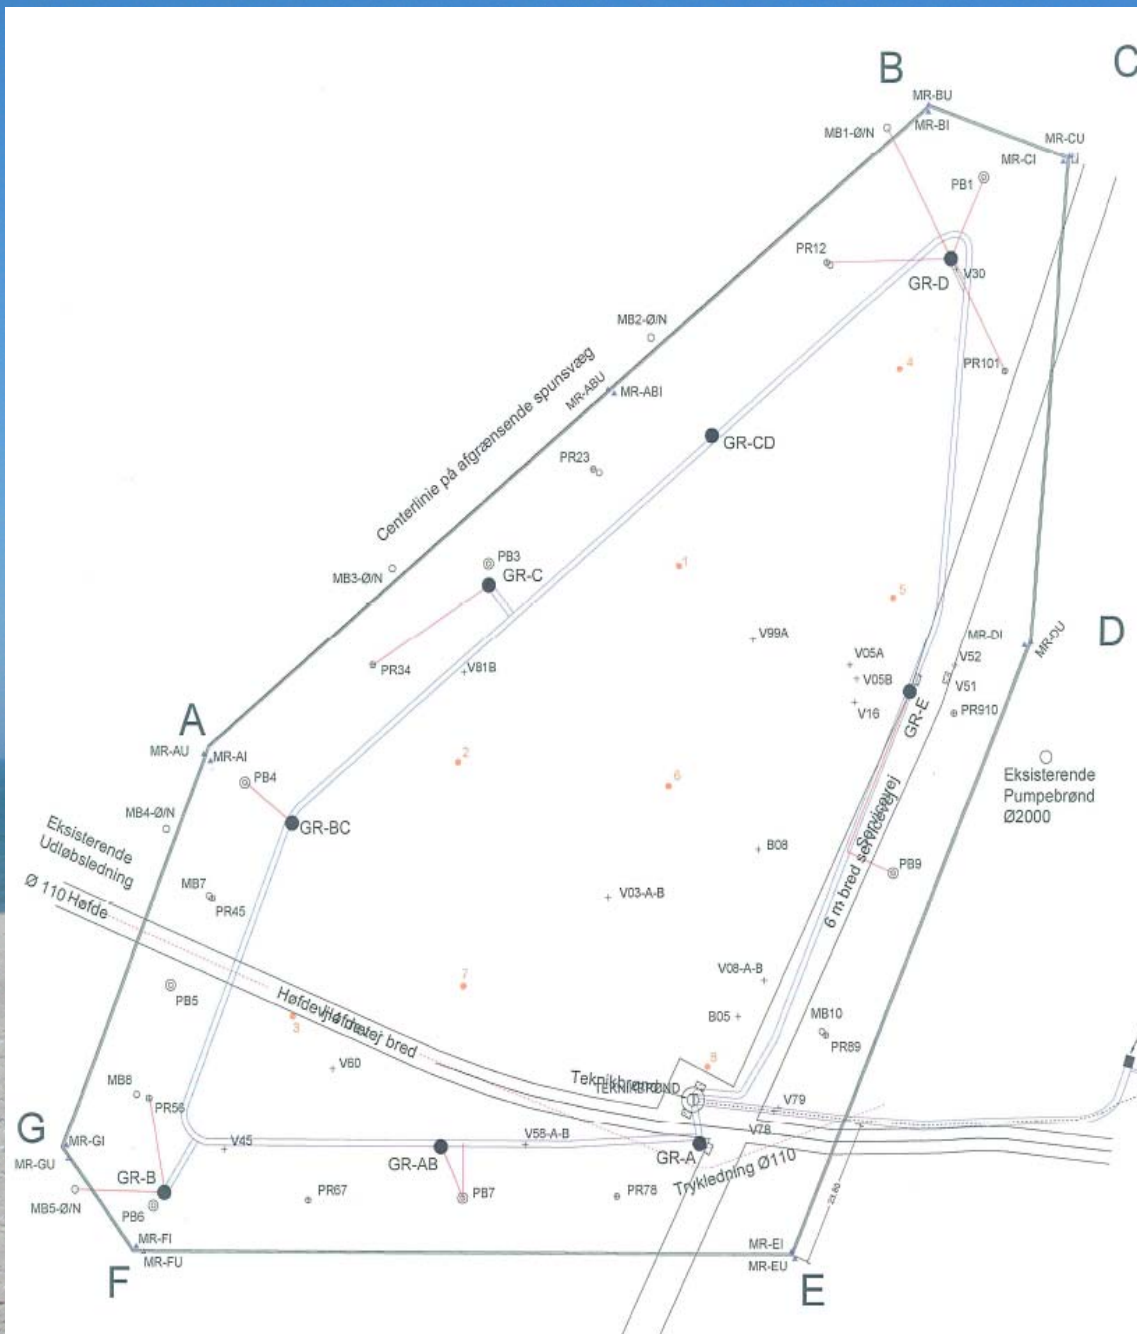 B
C
MR-BU
MR-BI
MB1-Ø/N
MR-CU
MR-CI
PB1
PR12
GR-D
V30
MB2-Ø/N
PR101
4
MR-ABU
MR-ABI
Centerlinie på afgrænsende spunsvæg
GR-CD
PR23
PB3
GR-C
MB3-Ø/N
1
5
V99A
MR-DI
MR-DU
D
PR34
V81B
V05A
V52
V05B
V51
V16
GR-E
PR910
A
MR-AU
MR-AI
2
6
PB4
Eksisterende
Pumpebrønd
Ø2000
MB4-Ø/N
GR-BC
Eksisterende
Udløbsledning
Servicevej
6 m bred servicevej
B08
PB9
Ø 110
Høfde
MB7
PR45
V03-A-B
PB5
7
V08-A-B
3
Høfdevej
bred
B05
MB10
PR89
V60
8
Teknikbrønd
TEKNIKBRØND
MB8
PR56
V79
V78
G
MR-GI
MR-GU
V45
GR-AB
V58-A-B
GR-A
Trykledning Ø110
GR-B
MB5-Ø/N
PB6
PR67
PB7
PR78
MR-FI
MR-FU
MR-EI
MR-EU
F
E